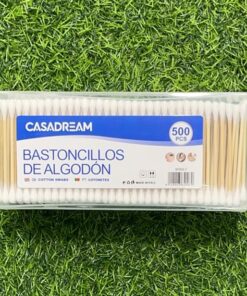 CASADREAM
500
PCS
BASTONCILLOS
DE ALGODÓN
COTTON SWABS
COTONETES